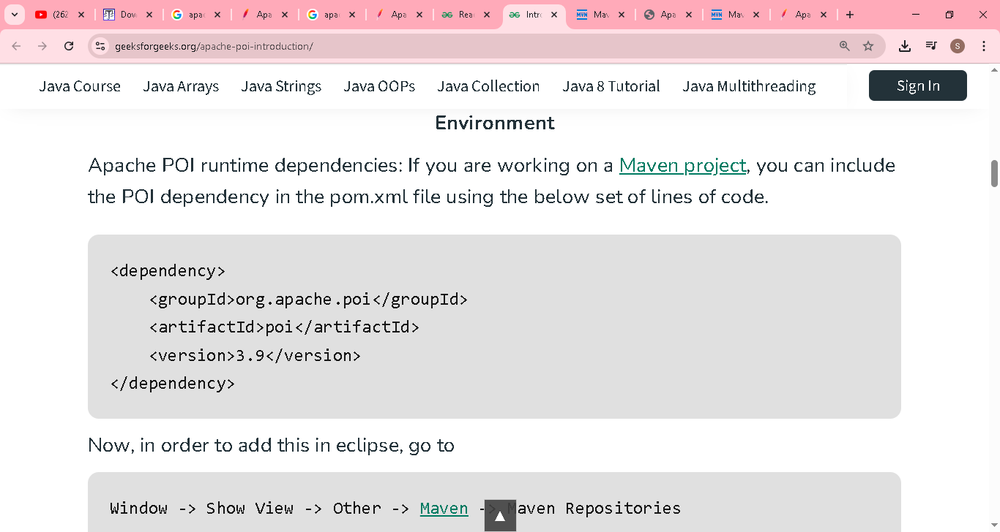 (262
Dov
apac
Apa
apac
Apa
Rea
Intro
Mav
Apa
Mav
Apa
geeksforgeeks.org/apache-poi-introduction/
S
Java Course Java Arrays Java Strings Java OOPs Java Collection Java 8 Tutorial Java Multithreading Sign In
Environment
Apache POI runtime dependencies: If you are working on a Maven project, you can include
the POI dependency in the pom.xml file using the below set of lines of code.
<dependency>
    <groupId>org.apache.poi</groupId>
    <artifactId>poi</artifactId>
    <version>3.9</version>
</dependency>
Now, in order to add this in eclipse, go to
Window -> Show View -> Other -> Maven -> Maven Repositories